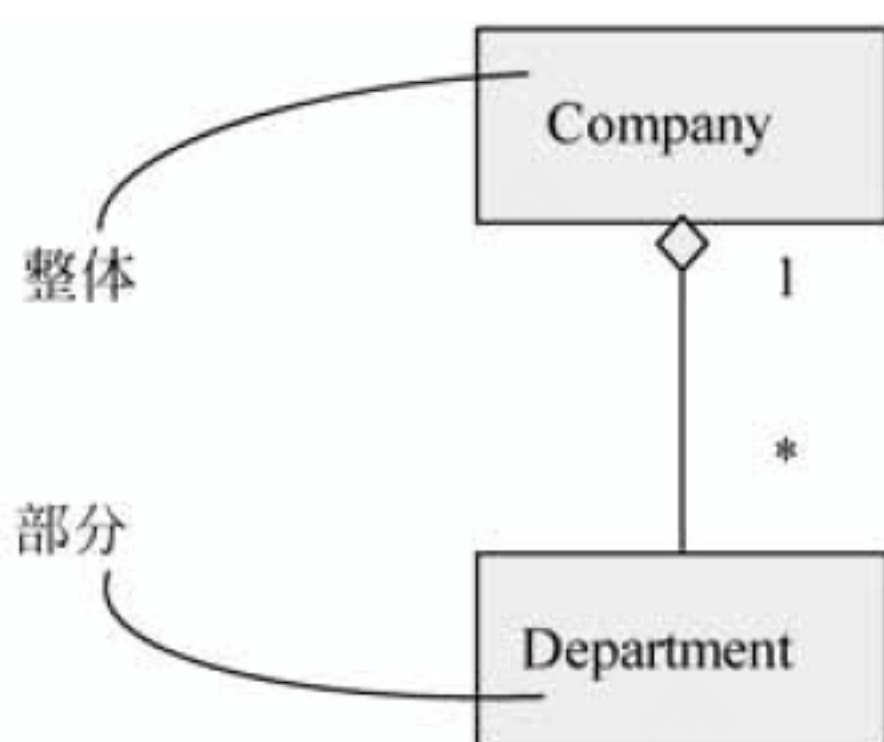 Company
整体
1
*
部分
Department